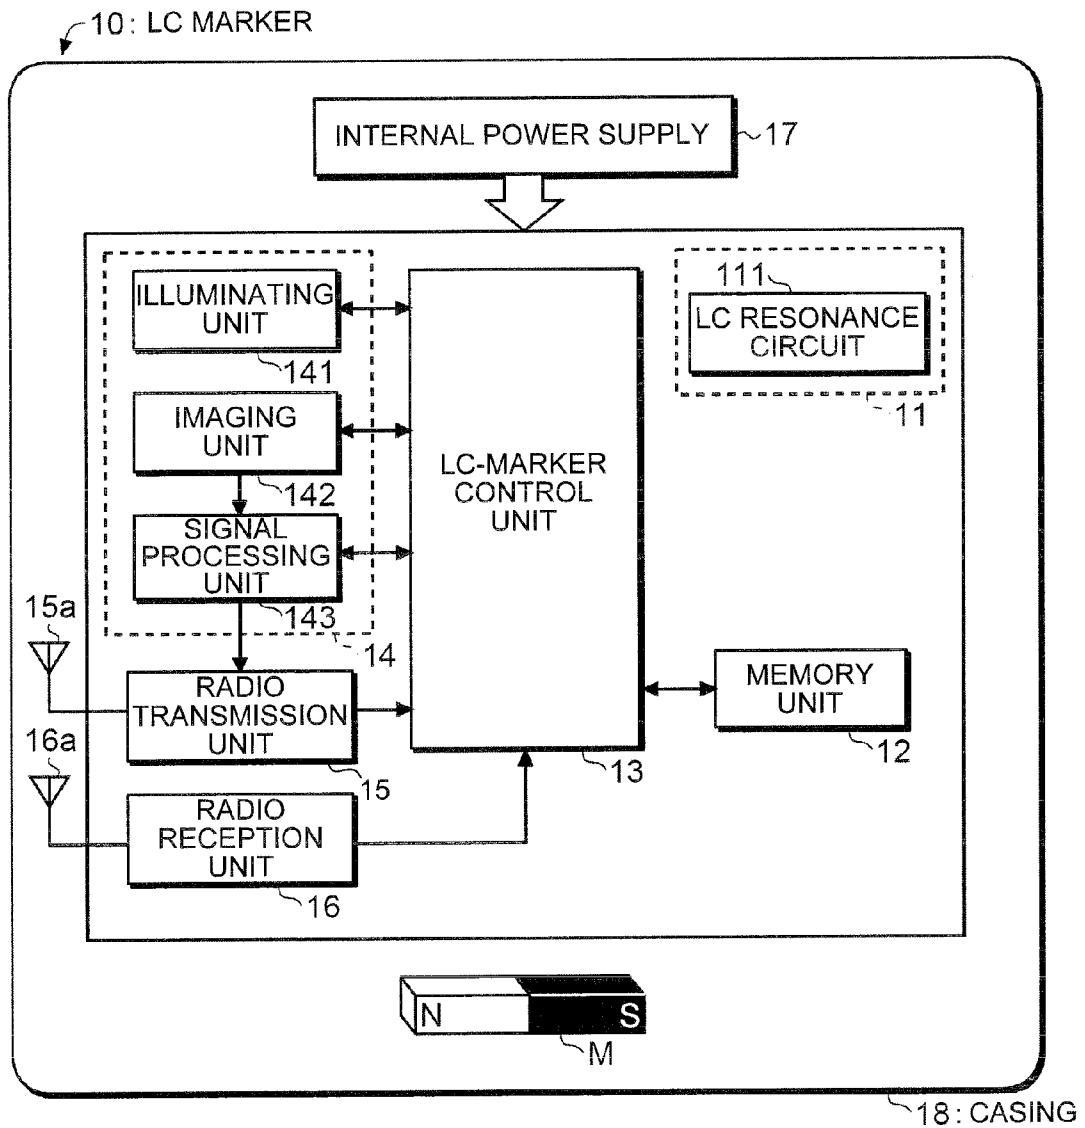 10: LC MARKER
INTERNAL POWER SUPPLY
17
ILLUMINATING
UNIT
141
111
LC RESONANCE
CIRCUIT
11
IMAGING
UNIT
142
LC-MARKER
CONTROL
UNIT
SIGNAL
PROCESSING
UNIT
143
14
15a
RADIO
TRANSMISSION
UNIT
15
MEMORY
UNIT
12
13
16a
RADIO
RECEPTION
UNIT
16
N
S
M
18: CASING